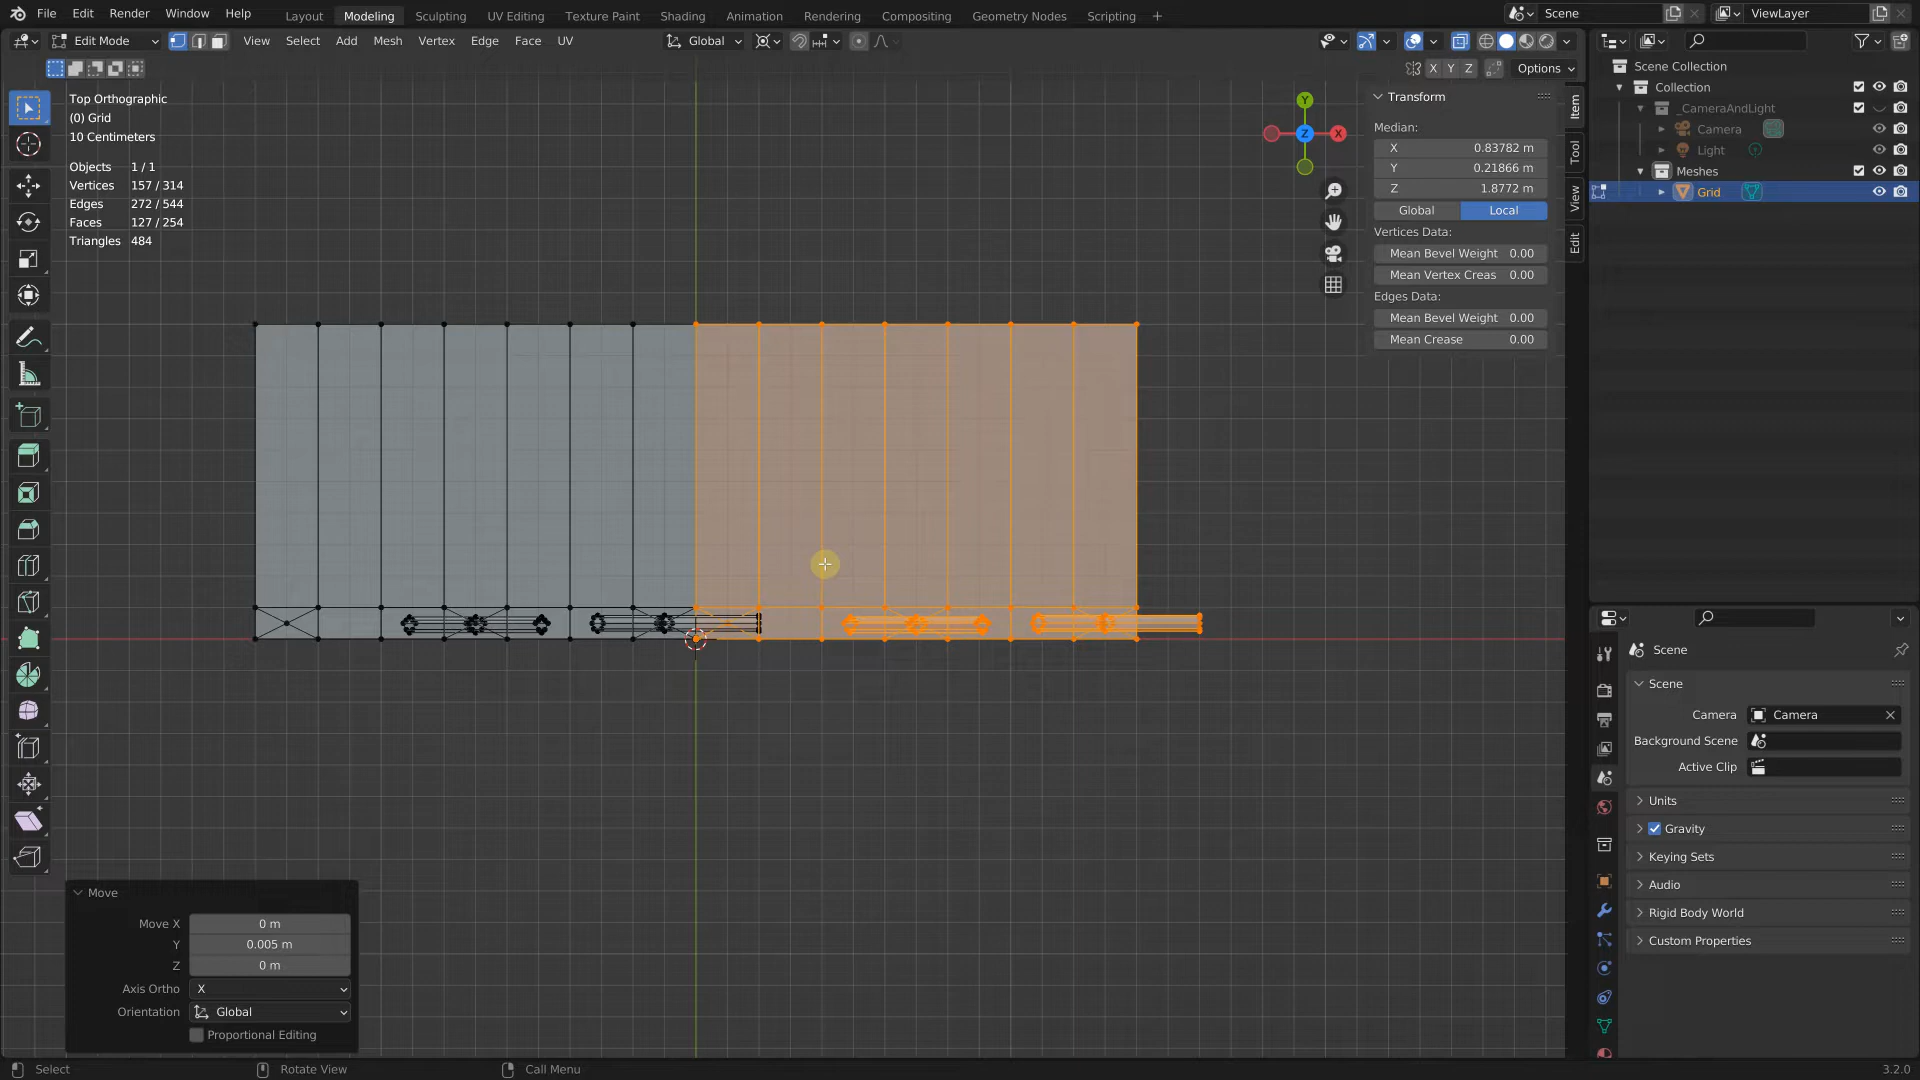 File Edit Render Window Help Layout Modeling Sculpting UV Editing Texture Paint Shading Animation Rendering Compositing Geometry Nodes Scripting + Scene ViewLayer
Edit Mode View Select Add Mesh Vertex Edge Face UV Global
X Y Z Options
Top Orthographic
(0) Grid
10 Centimeters
Objects 1 / 1
Vertices 157 / 314
Edges 272 / 544
Faces 127 / 254
Triangles 484
Y
Z X
Transform
Median:
X 0.83782 m
Y 0.21866 m
Z 1.8772 m
Global Local
Vertices Data:
Mean Bevel Weight 0.00
Mean Vertex Creas 0.00
Edges Data:
Mean Bevel Weight 0.00
Mean Crease 0.00
Item
Tool
View
Edit
Scene Collection
Collection
_CameraAndLight
Camera
Light
Meshes
Grid
Scene
Scene
Camera Camera
Background Scene
Active Clip
Units
Gravity
Keying Sets
Audio
Rigid Body World
Custom Properties
Move
Move X 0 m
Y 0.005 m
Z 0 m
Axis Ortho X
Orientation Global
Proportional Editing
Select Rotate View Call Menu 3.2.0